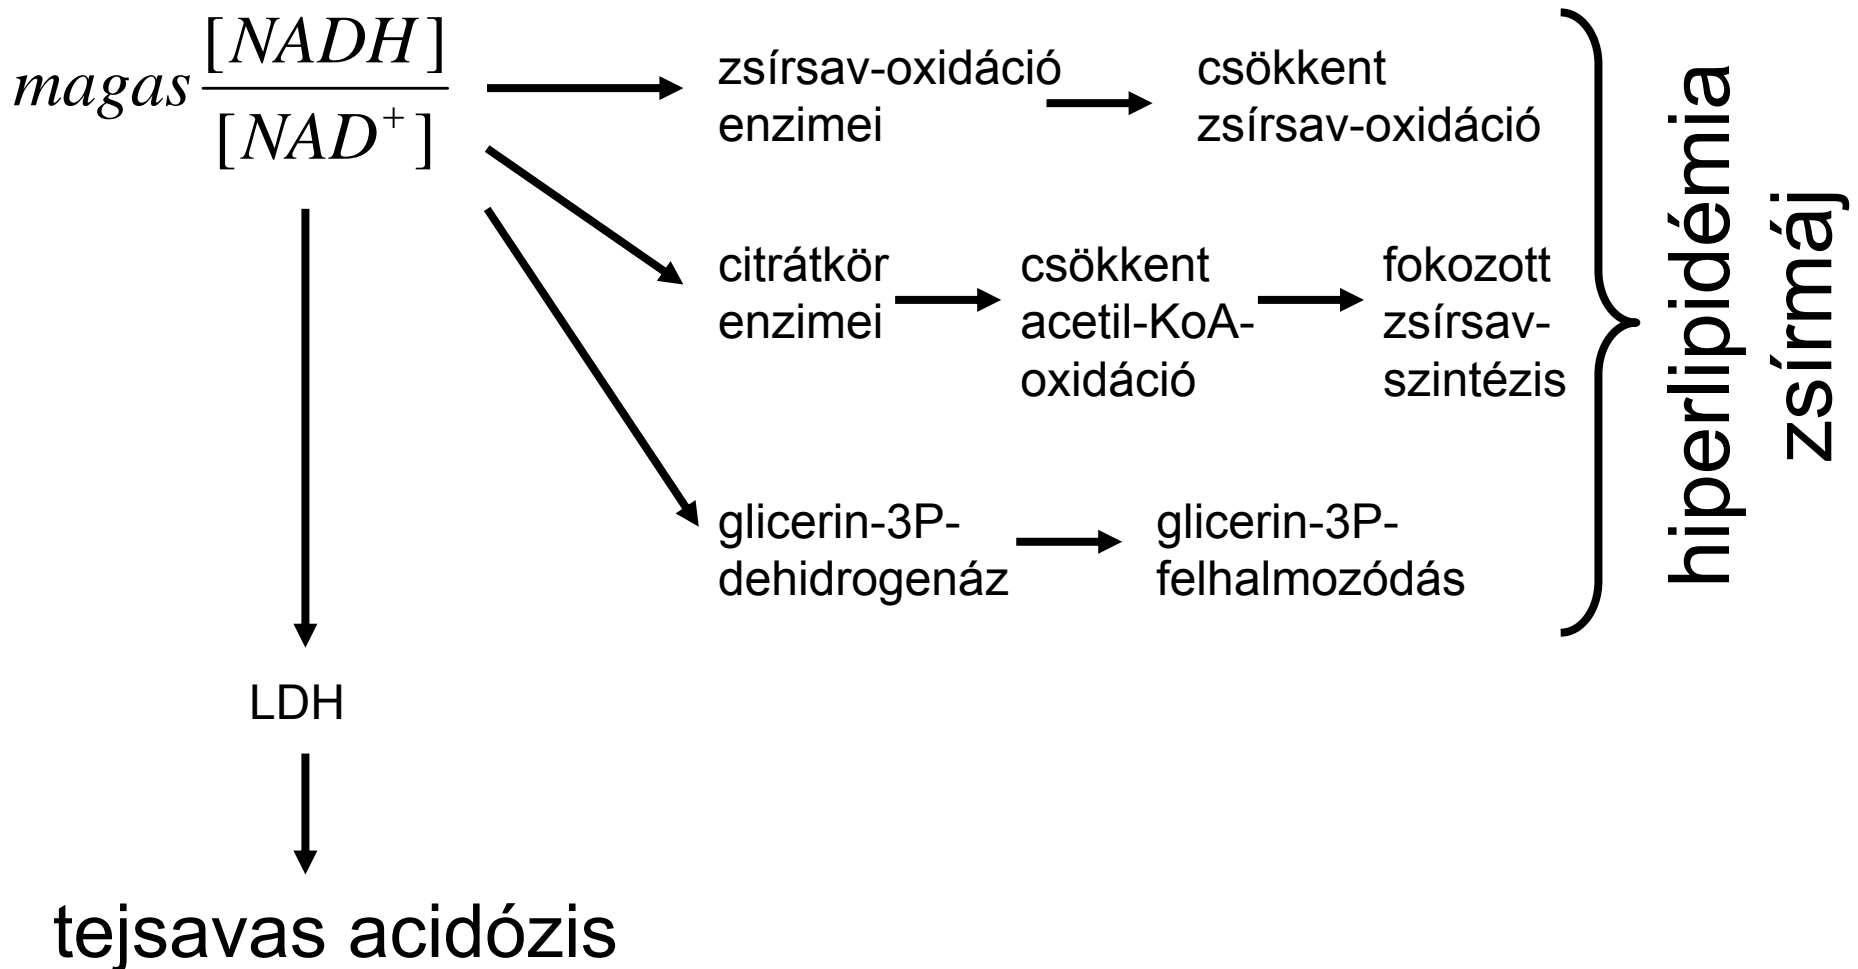 magas [NADH]
[NAD⁺]
zsírsav-oxidáció
enzimei
csökkent
zsírsav-oxidáció
citrátkör
enzimei
csökkent
acetil-KoA-
oxidáció
fokozott
zsírsav-
szintézis
glicerin-3P-
dehidrogenáz
glicerin-3P-
felhalmozódás
hiperlipidémia
zsírmáj
LDH
tejsavas acidózis